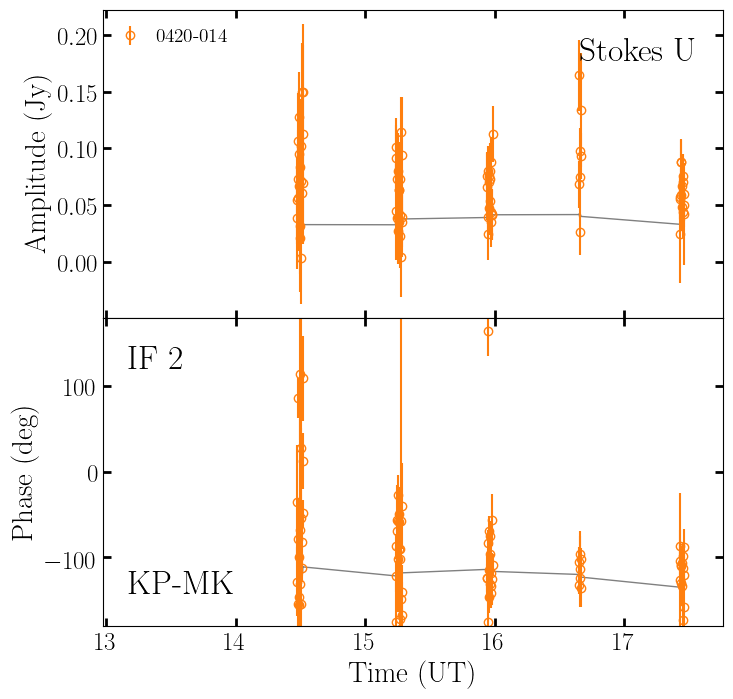 0420-014
Stokes U
0.20
0.15
0.10
0.05
0.00
Amplitude (Jy)
IF 2
100
0
−100
Phase (deg)
KP-MK
13 14 15 16 17
Time (UT)